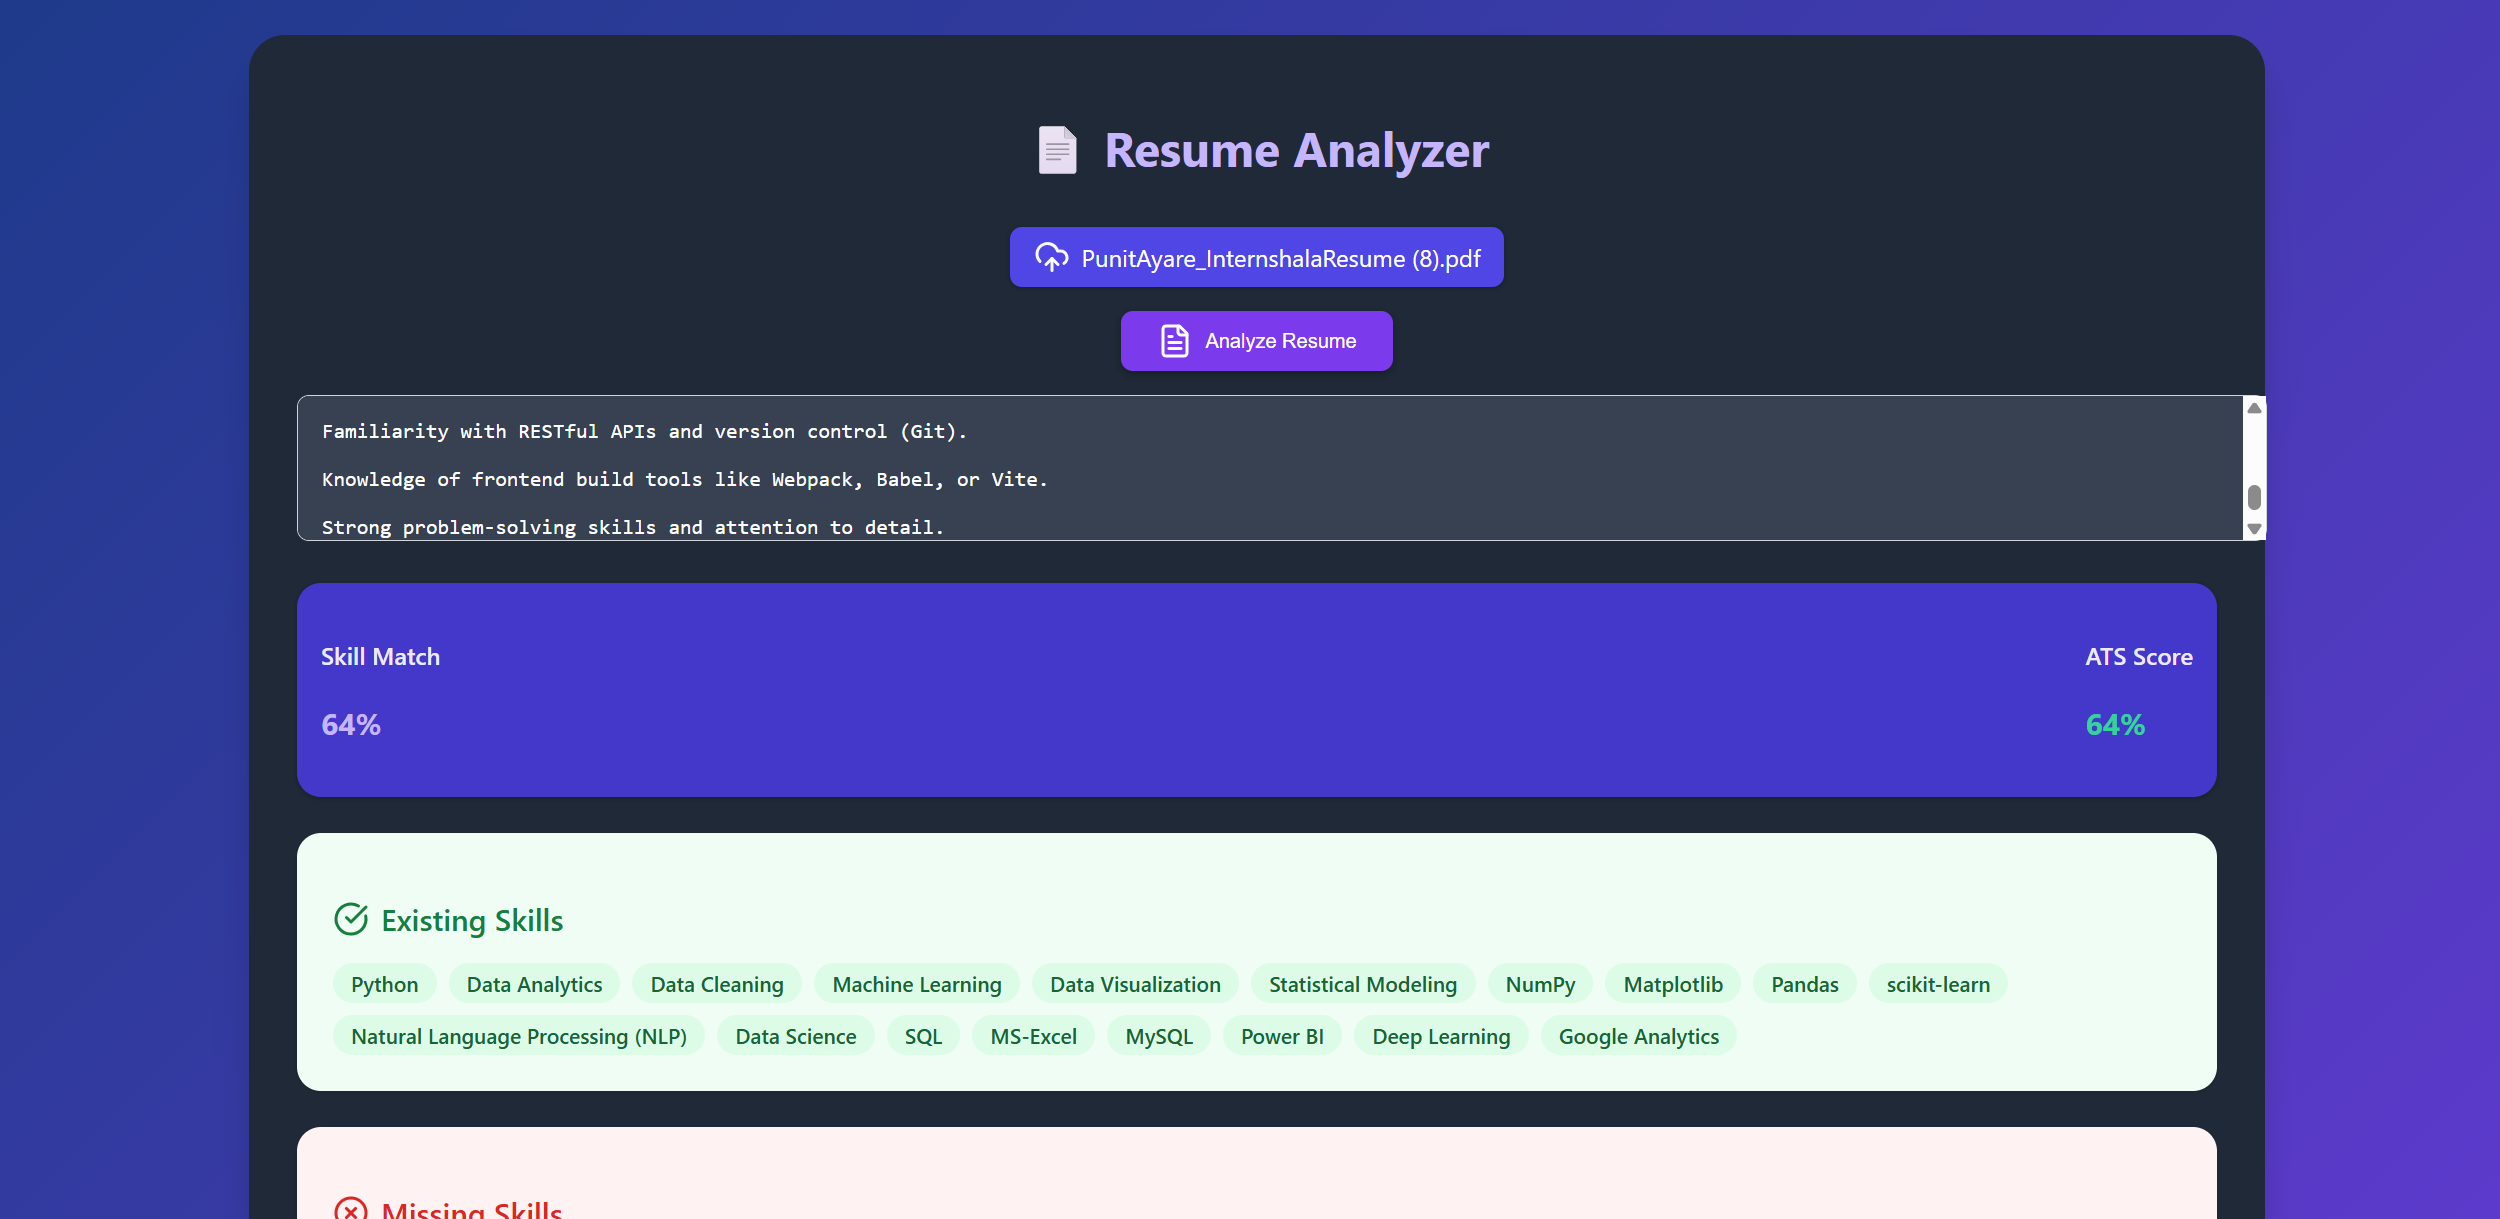 Resume Analyzer
PunitAyare_InternshalaResume (8).pdf
Analyze Resume
Familiarity with RESTful APIs and version control (Git).
Knowledge of frontend build tools like Webpack, Babel, or Vite.
Strong problem-solving skills and attention to detail.
Skill Match
64%
ATS Score
64%
Existing Skills
Python Data Analytics Data Cleaning Machine Learning Data Visualization Statistical Modeling NumPy Matplotlib Pandas scikit-learn
Natural Language Processing (NLP) Data Science SQL MS-Excel MySQL Power BI Deep Learning Google Analytics
Missing Skills